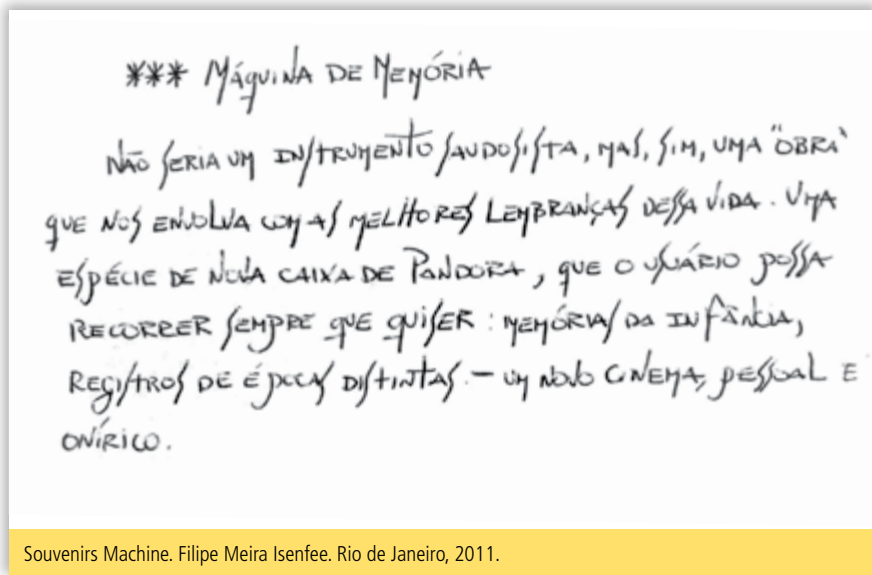 *** MÁQUINA DE MEMÓRIA
NÃO SERIA UM INSTRUMENTO SAUDOSISTA, MAS, SIM, UMA "OBRA"
QUE NOS ENVOLVA COM AS MELHORES LEMBRANÇAS DESSA VIDA. UMA
ESPÉCIE DE NOVA CAIXA DE PANDORA, QUE O USUÁRIO POSSA
RECORRER SEMPRE QUE QUISER: MEMÓRIAS DA INFÂNCIA,
REGISTROS DE ÉPOCAS DISTINTAS. – UM NOVO CINEMA, PESSOAL E
ONÍRICO.
Souvenirs Machine. Filipe Meira Isenfee. Rio de Janeiro, 2011.